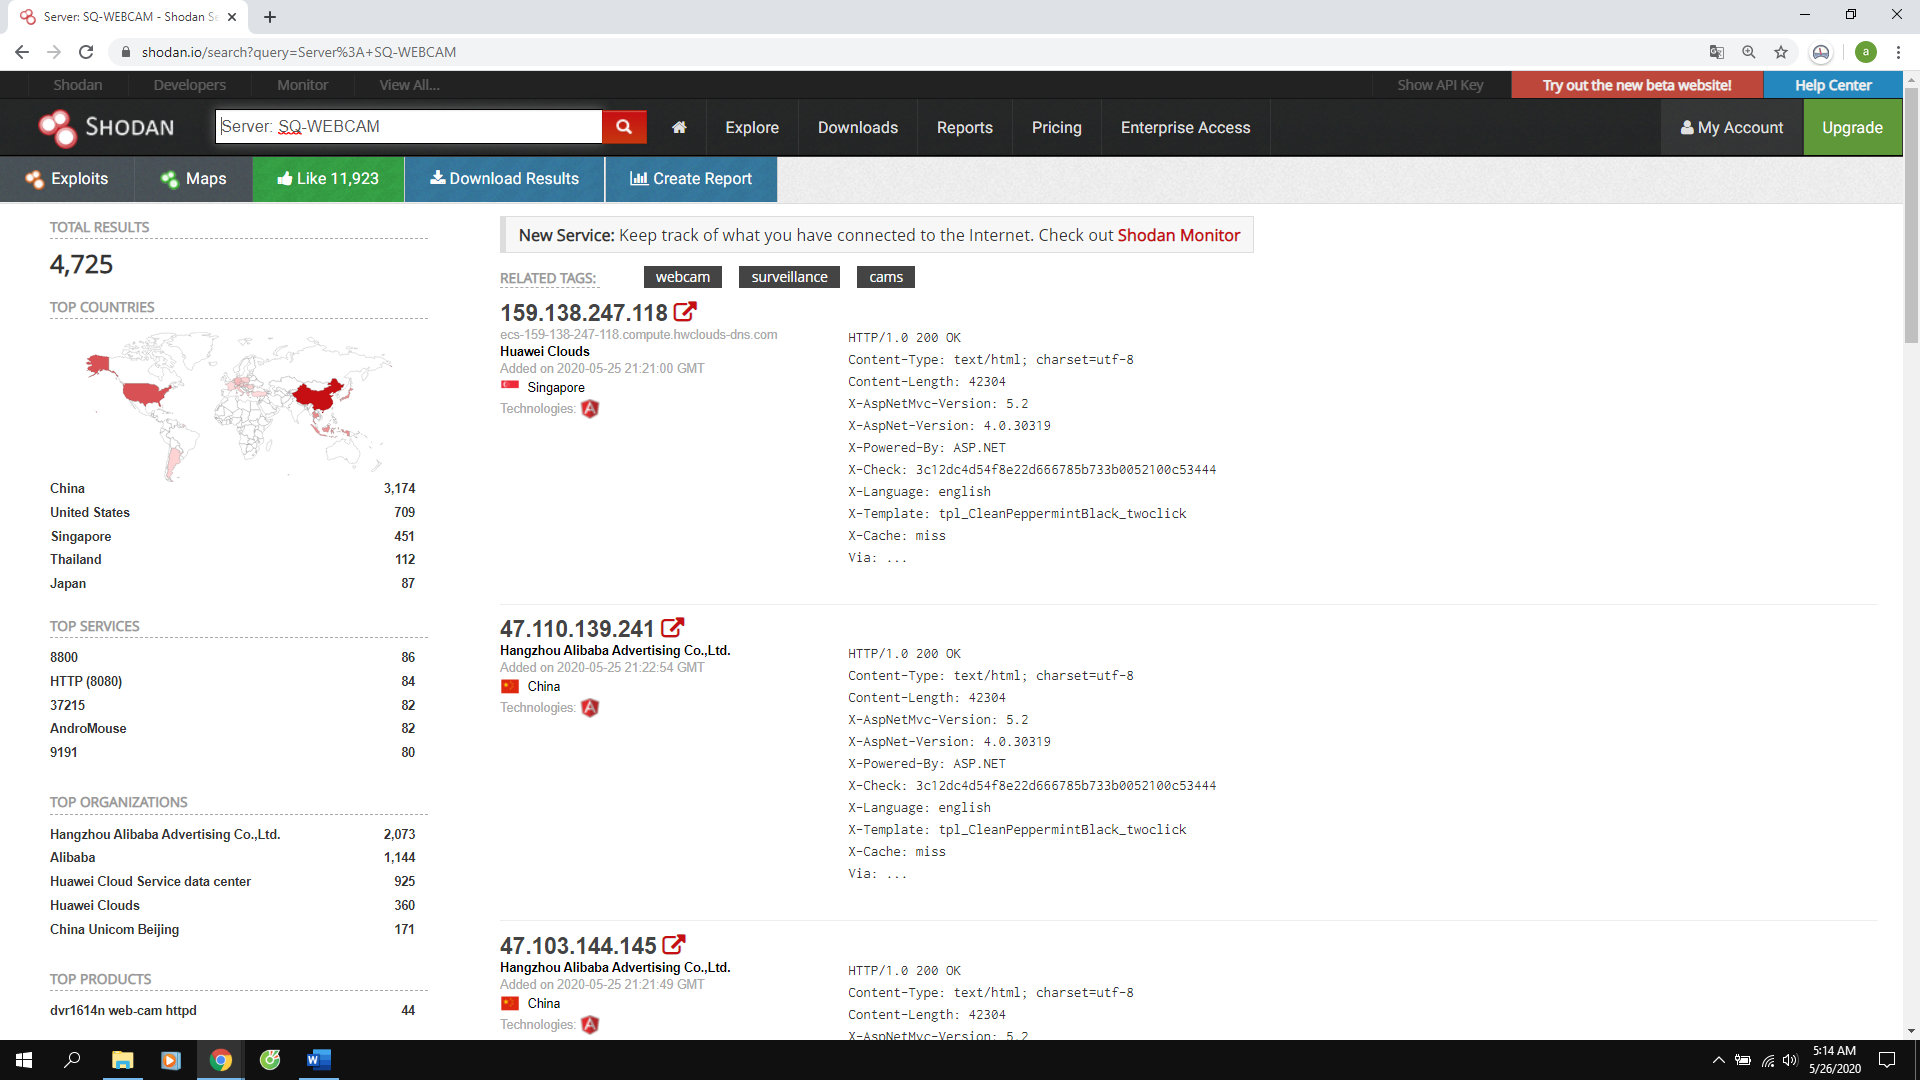 Server: SQ-WEBCAM - Shodan Se
shodan.io/search?query=Server%3A+SQ-WEBCAM
a
Shodan Developers Monitor View All... Show API Key Try out the new beta website! Help Center
SHODAN Server: SQ-WEBCAM Explore Downloads Reports Pricing Enterprise Access My Account Upgrade
Exploits Maps Like 11,923 Download Results Create Report
TOTAL RESULTS
4,725
TOP COUNTRIES
China 3,174
United States 709
Singapore 451
Thailand 112
Japan 87
TOP SERVICES
8800 86
HTTP (8080) 84
37215 82
AndroMouse 82
9191 80
TOP ORGANIZATIONS
Hangzhou Alibaba Advertising Co.,Ltd. 2,073
Alibaba 1,144
Huawei Cloud Service data center 925
Huawei Clouds 360
China Unicom Beijing 171
TOP PRODUCTS
dvr1614n web-cam httpd 44
New Service: Keep track of what you have connected to the Internet. Check out Shodan Monitor
RELATED TAGS: webcam surveillance cams
159.138.247.118
ecs-159-138-247-118.compute.hwclouds-dns.com
Huawei Clouds
Added on 2020-05-25 21:21:00 GMT
Singapore
Technologies:
HTTP/1.0 200 OK
Content-Type: text/html; charset=utf-8
Content-Length: 42304
X-AspNetMvc-Version: 5.2
X-AspNet-Version: 4.0.30319
X-Powered-By: ASP.NET
X-Check: 3c12dc4d54f8e22d666785b733b0052100c53444
X-Language: english
X-Template: tpl_CleanPeppermintBlack_twoclick
X-Cache: miss
Via: ...
47.110.139.241
Hangzhou Alibaba Advertising Co.,Ltd.
Added on 2020-05-25 21:22:54 GMT
China
Technologies:
HTTP/1.0 200 OK
Content-Type: text/html; charset=utf-8
Content-Length: 42304
X-AspNetMvc-Version: 5.2
X-AspNet-Version: 4.0.30319
X-Powered-By: ASP.NET
X-Check: 3c12dc4d54f8e22d666785b733b0052100c53444
X-Language: english
X-Template: tpl_CleanPeppermintBlack_twoclick
X-Cache: miss
Via: ...
47.103.144.145
Hangzhou Alibaba Advertising Co.,Ltd.
Added on 2020-05-25 21:21:49 GMT
China
Technologies:
HTTP/1.0 200 OK
Content-Type: text/html; charset=utf-8
Content-Length: 42304
X-AspNetMvc-Version: 5.2
5:14 AM
5/26/2020